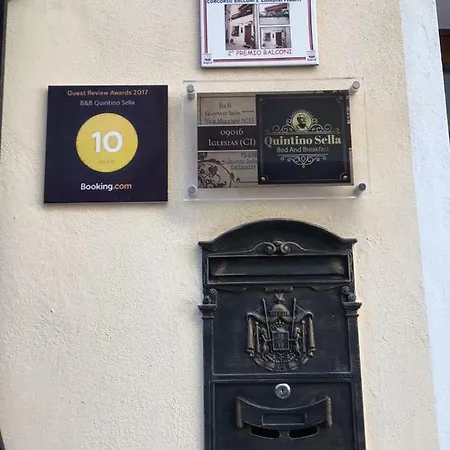 2° PREMIO BALCONI
Guest Review Awards 2017
B&B Quintino Sella
10
Booking.com
B&B
Quintino Sella
09016
IGLESIAS (CI)
Quintino Sella
Bed And Breakfast